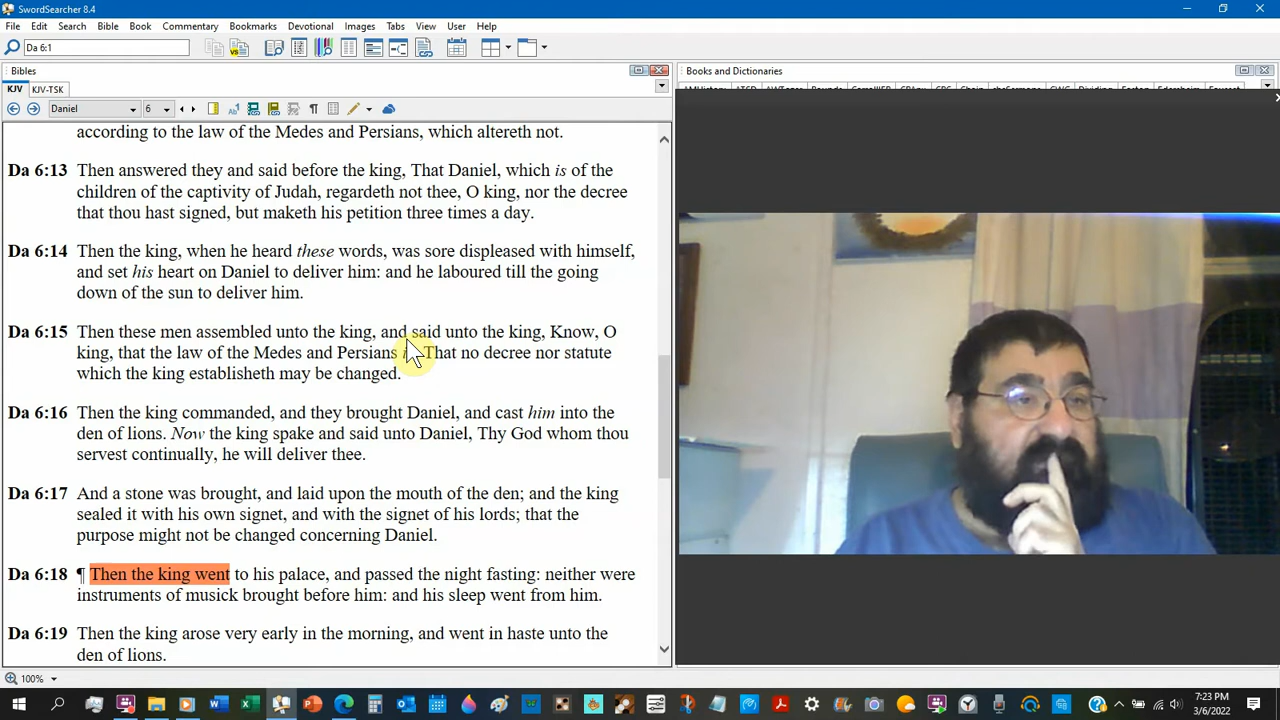 SwordSearcher 8.4
File Edit Search Bible Book Commentary Bookmarks Devotional Images Tabs View User Help
Da 6:1
Bibles
Books and Dictionaries
KJV KJV-TSK
Daniel 6
according to the law of the Medes and Persians, which altereth not.
Da 6:13 Then answered they and said before the king, That Daniel, which is of the
children of the captivity of Judah, regardeth not thee, O king, nor the decree
that thou hast signed, but maketh his petition three times a day.
Da 6:14 Then the king, when he heard these words, was sore displeased with himself,
and set his heart on Daniel to deliver him: and he laboured till the going
down of the sun to deliver him.
Da 6:15 Then these men assembled unto the king, and said unto the king, Know, O
king, that the law of the Medes and Persians That no decree nor statute
which the king establisheth may be changed.
Da 6:16 Then the king commanded, and they brought Daniel, and cast him into the
den of lions. Now the king spake and said unto Daniel, Thy God whom thou
servest continually, he will deliver thee.
Da 6:17 And a stone was brought, and laid upon the mouth of the den; and the king
sealed it with his own signet, and with the signet of his lords; that the
purpose might not be changed concerning Daniel.
Da 6:18 ¶ Then the king went to his palace, and passed the night fasting: neither were
instruments of musick brought before him: and his sleep went from him.
Da 6:19 Then the king arose very early in the morning, and went in haste unto the
den of lions.
100%
7:23 PM
3/6/2022